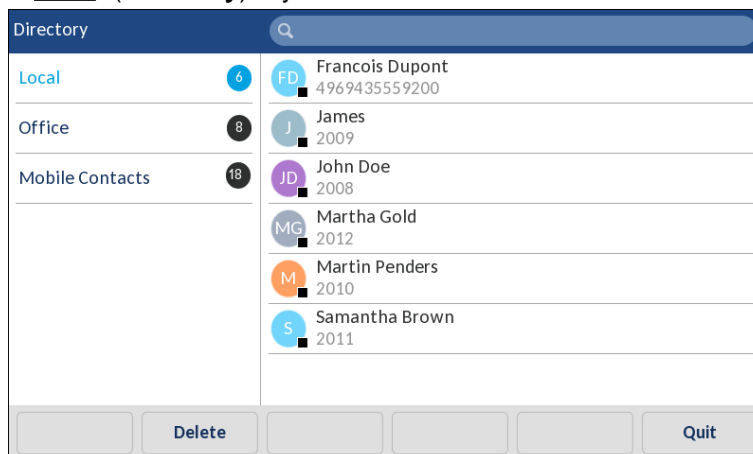 Directory
Local 6
Office 8
Mobile Contacts 18
FD Francois Dupont
4969435559200
J James
2009
JD John Doe
2008
MG Martha Gold
2012
M Martin Penders
2010
S Samantha Brown
2011
Delete Quit